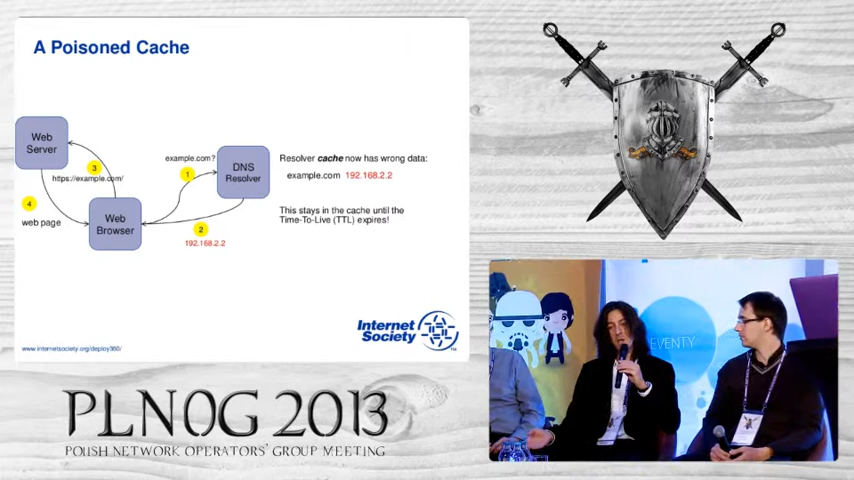 A Poisoned Cache
Web
Server
3
https://example.com/
4
web page
Web
Browser
example.com?
1
DNS
Resolver
2
192.168.2.2
Resolver cache now has wrong data:
example.com 192.168.2.2
This stays in the cache until the
Time-To-Live (TTL) expires!
www.internetsociety.org/deploy360/
Internet
Society
TM
PLNOG 2013
POLISH NETWORK OPERATORS' GROUP MEETING
EVENTY